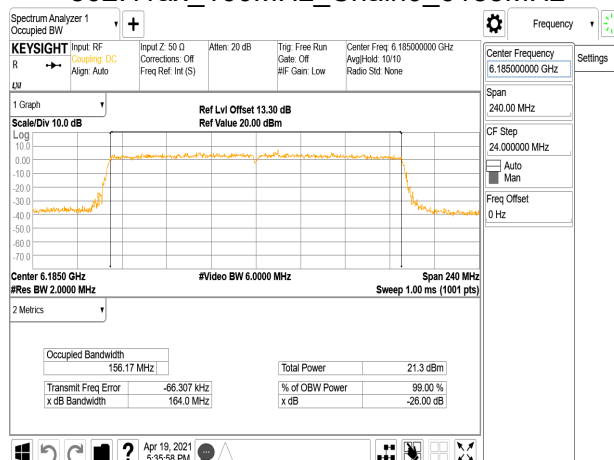 Spectrum Analyzer 1
Occupied BW
Frequency
KEYSIGHT
R
LXI
Input: RF
Coupling: DC
Align: Auto
Input Z: 50 Ω
Corrections: Off
Freq Ref: Int (S)
Atten: 20 dB
Trig: Free Run
Gate: Off
#IF Gain: Low
Center Freq: 6.185000000 GHz
Avg|Hold: 10/10
Radio Std: None
Center Frequency
6.185000000 GHz
Settings
Span
240.00 MHz
CF Step
24.000000 MHz
Auto
Man
Freq Offset
0 Hz
1 Graph
Scale/Div 10.0 dB
Ref Lvl Offset 13.30 dB
Ref Value 20.00 dBm
Log
10.0
0.00
-10.0
-20.0
-30.0
-40.0
-50.0
-60.0
-70.0
Center 6.1850 GHz
#Video BW 6.0000 MHz
Span 240 MHz
#Res BW 2.0000 MHz
Sweep 1.00 ms (1001 pts)
2 Metrics
Occupied Bandwidth
156.17 MHz
Total Power 21.3 dBm
Transmit Freq Error -66.307 kHz
% of OBW Power 99.00 %
x dB Bandwidth 164.0 MHz
x dB -26.00 dB
?
Apr 19, 2021
5:35:58 PM